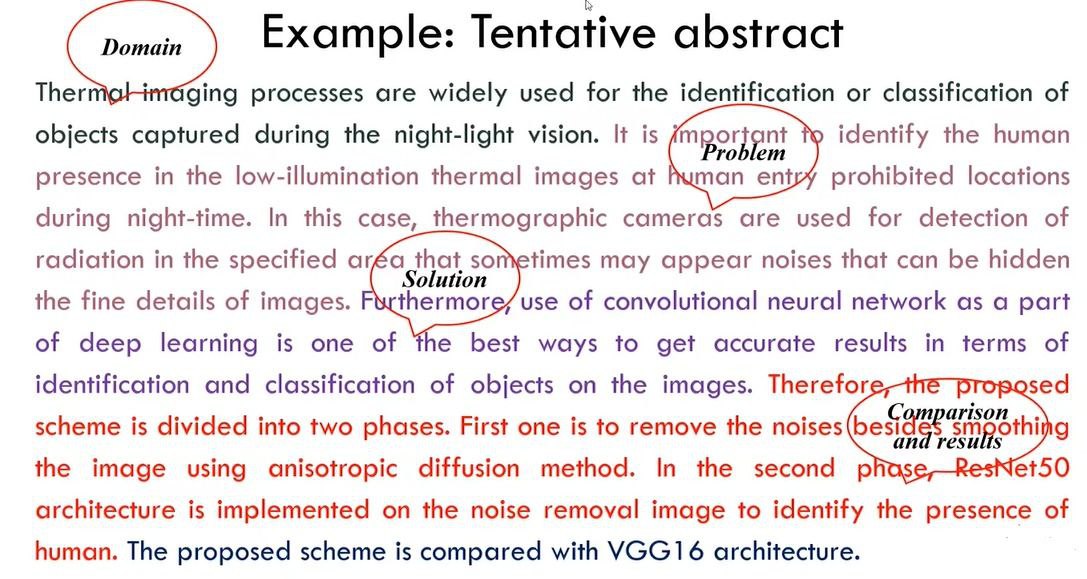 Domain
Example: Tentative abstract
Thermal imaging processes are widely used for the identification or classification of
objects captured during the night-light vision. It is important to identify the human
Problem
presence in the low-illumination thermal images at human entry prohibited locations
during night-time. In this case, thermographic cameras are used for detection of
radiation in the specified area that sometimes may appear noises that can be hidden
Solution
the fine details of images. Furthermore, use of convolutional neural network as a part
of deep learning is one of the best ways to get accurate results in terms of
identification and classification of objects on the images. Therefore, the proposed
Comparison
and results
scheme is divided into two phases. First one is to remove the noises besides smoothing
the image using anisotropic diffusion method. In the second phase, ResNet50
architecture is implemented on the noise removal image to identify the presence of
human. The proposed scheme is compared with VGG16 architecture.